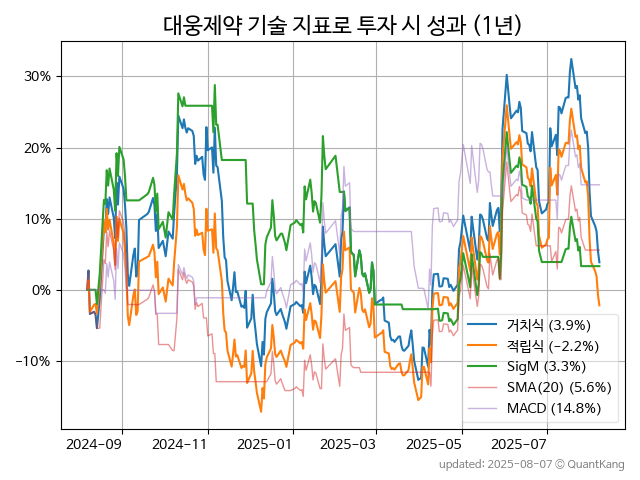 대웅제약 기술 지표로 투자 시 성과 (1년)
30%
20%
10%
0%
−10%
거치식 (3.9%)
적립식 (−2.2%)
SigM (3.3%)
SMA(20) (5.6%)
MACD (14.8%)
2024-09 2024-11 2025-01 2025-03 2025-05 2025-07
updated: 2025-08-07 © QuantKang